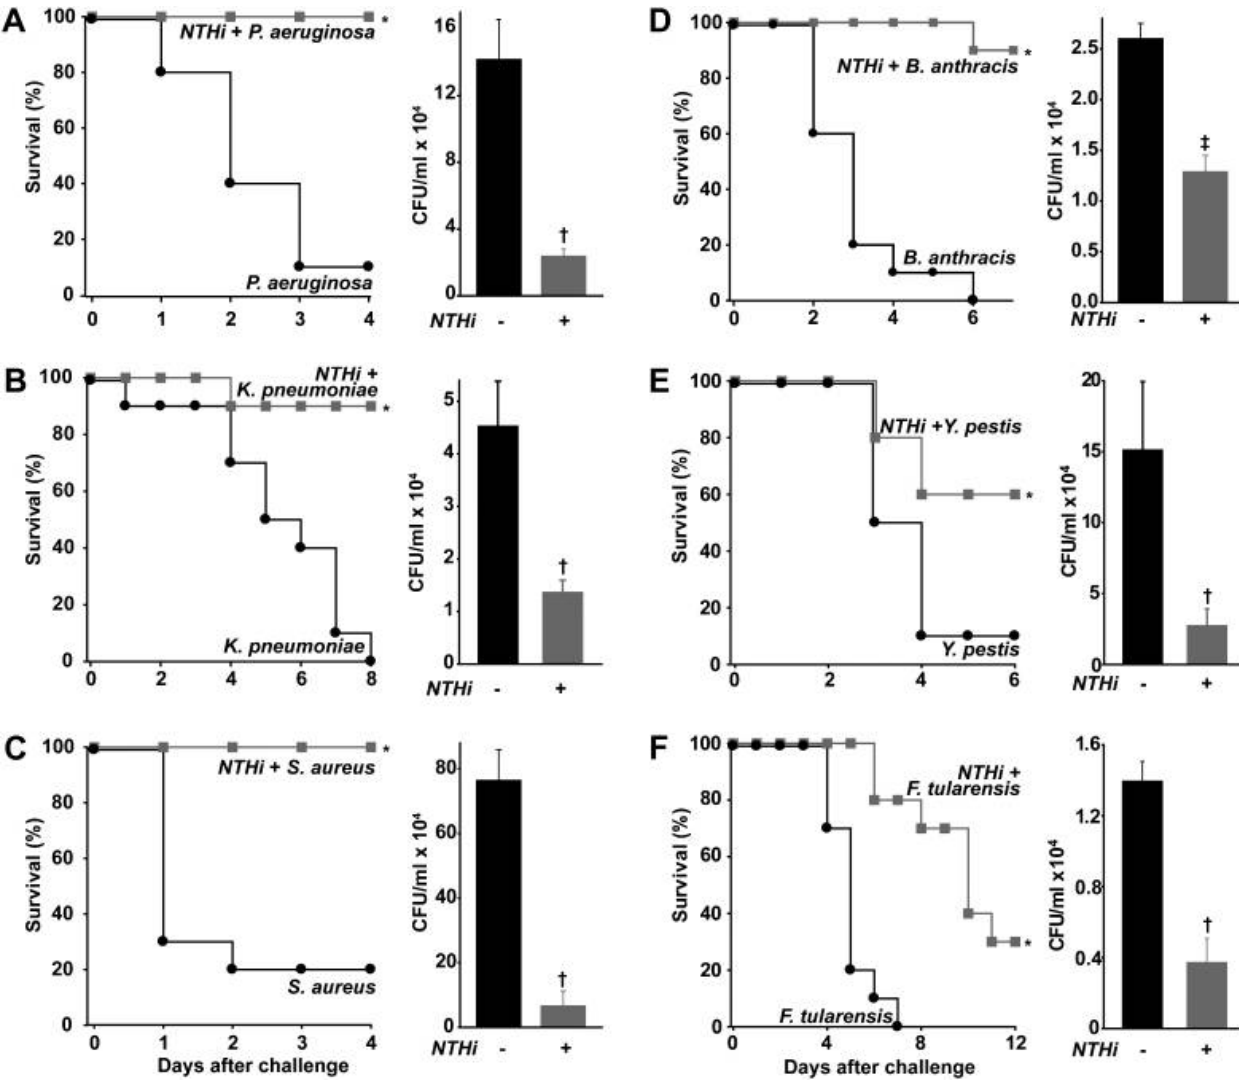 A
Survival (%)
100
80
60
40
20
0
0 1 2 3 4
NTHi + P. aeruginosa
*
P. aeruginosa
CFU/ml x 10⁴
16
12
8
4
0
†
NTHi - +
B
Survival (%)
100
80
60
40
20
0
0 2 4 6 8
NTHi +
K. pneumoniae
*
K. pneumoniae
CFU/ml x 10⁴
5
4
3
2
1
0
†
NTHi - +
C
Survival (%)
100
80
60
40
20
0
0 1 2 3 4
Days after challenge
NTHi + S. aureus
*
S. aureus
CFU/ml x 10⁴
80
60
40
20
0
†
NTHi - +
D
Survival (%)
100
80
60
40
20
0
0 2 4 6
NTHi + B. anthracis
*
B. anthracis
CFU/ml x 10⁴
2.5
2.0
1.5
1.0
0.5
0.0
‡
NTHi - +
E
Survival (%)
100
80
60
40
20
0
0 2 4 6
NTHi +Y. pestis
*
Y. pestis
CFU/ml x10⁴
20
15
10
5
0
†
NTHi - +
F
Survival (%)
100
80
60
40
20
0
0 4 8 12
Days after challenge
NTHi +
F. tularensis
*
F. tularensis
CFU/ml x10⁴
1.6
1.2
0.8
0.4
0
†
NTHi - +